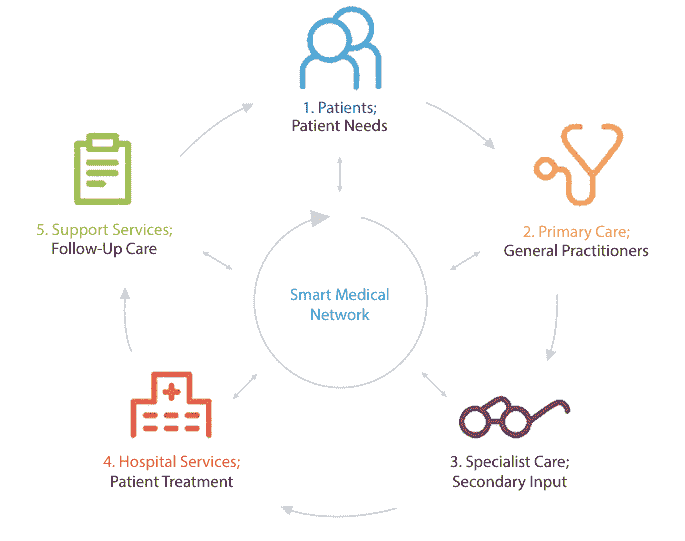 1. Patients;
Patient Needs
2. Primary Care;
General Practitioners
3. Specialist Care;
Secondary Input
4. Hospital Services;
Patient Treatment
5. Support Services;
Follow-Up Care
Smart Medical
Network